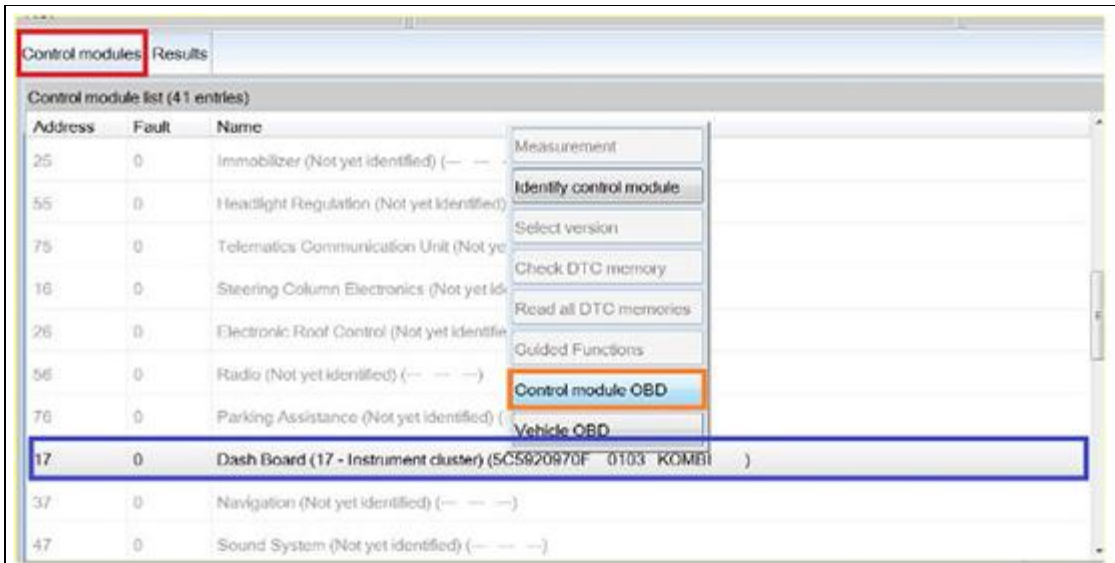 Control modules Results
Control module list (41 entries)
Address Fault Name
25 0 Immobilizer (Not yet identified) (--- ---
55 0 Headlight Regulation (Not yet identified)
75 0 Telematics Communication Unit (Not ye
16 0 Steering Column Electronics (Not yet id
26 0 Electronic Roof Control (Not yet identifie
56 0 Radio (Not yet identified) (--- --- ---)
76 0 Parking Assistance (Not yet identified) (
17 0 Dash Board (17 - Instrument cluster) (5C5920970F 0103 KOMBI )
37 0 Navigation (Not yet identified) (--- --- ---)
47 0 Sound System (Not yet identified) (--- --- ---)
Measurement
Identify control module
Select version
Check DTC memory
Read all DTC memories
Guided Functions
Control module OBD
Vehicle OBD